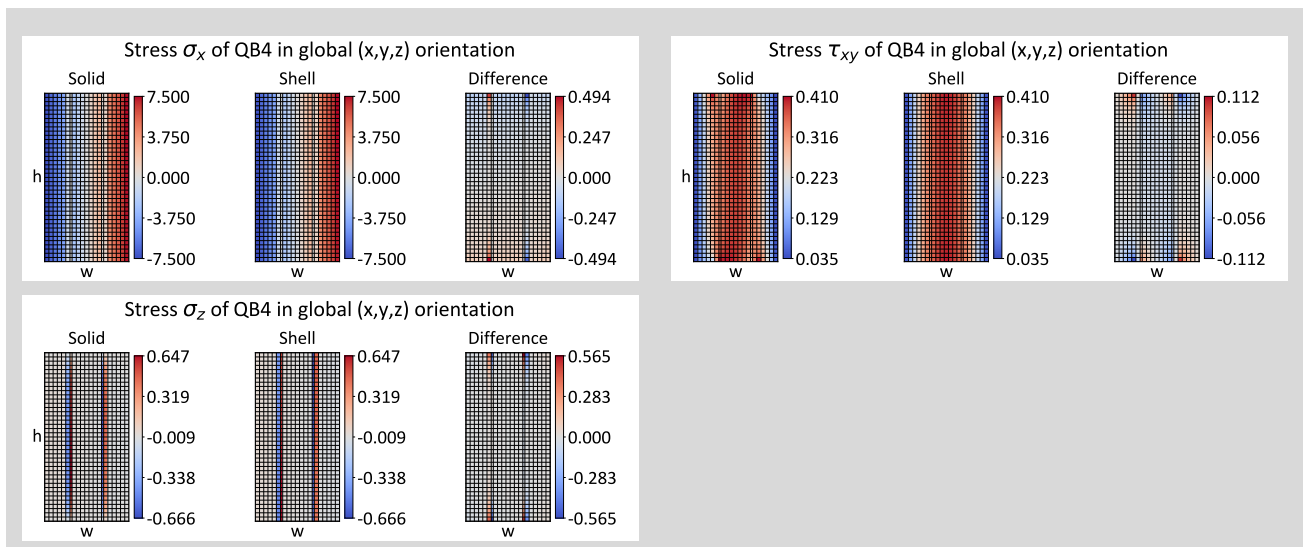 Stress σx of QB4 in global (x,y,z) orientation
Solid Shell Difference
7.500 7.500 0.494
3.750 3.750 0.247
h 0.000 0.000 0.000
-3.750 -3.750 -0.247
-7.500 -7.500 -0.494
w w w
Stress τxy of QB4 in global (x,y,z) orientation
Solid Shell Difference
0.410 0.410 0.112
0.316 0.316 0.056
h 0.223 0.223 0.000
0.129 0.129 -0.056
0.035 0.035 -0.112
w w w
Stress σz of QB4 in global (x,y,z) orientation
Solid Shell Difference
0.647 0.647 0.565
0.319 0.319 0.283
h -0.009 -0.009 0.000
-0.338 -0.338 -0.283
-0.666 -0.666 -0.565
w w w